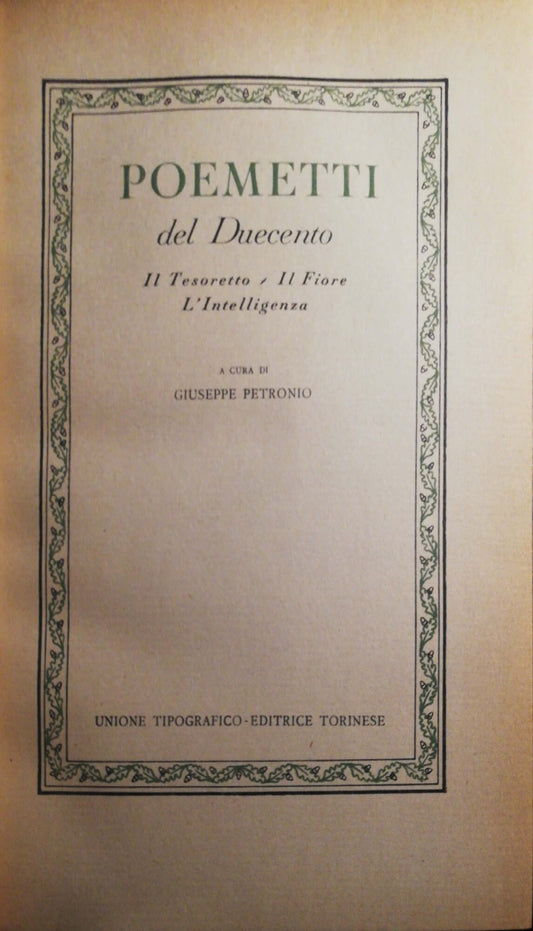 POEMETTI
del Duecento
Il Tesoretto / Il Fiore
L'Intelligenza
A CURA DI
GIUSEPPE PETRONIO
UNIONE TIPOGRAFICO-EDITRICE TORINESE